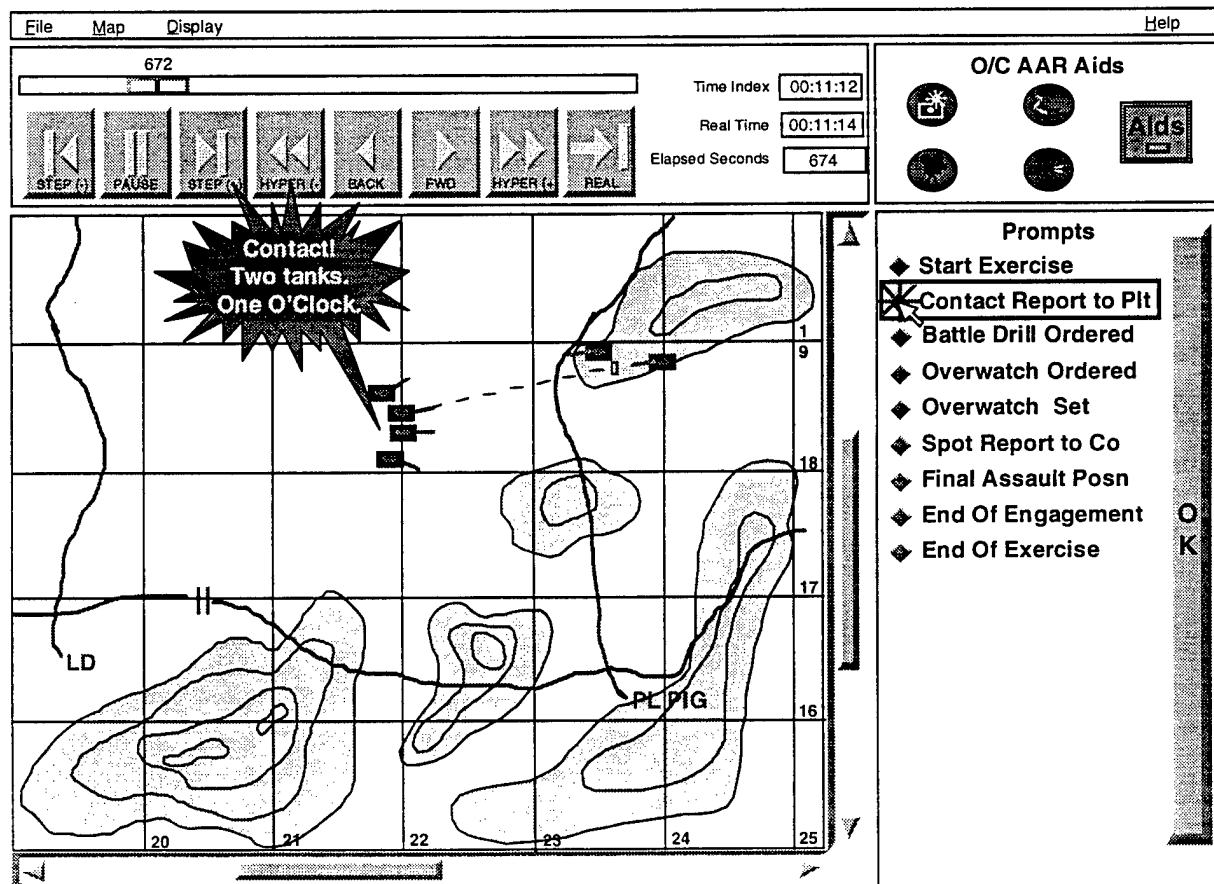 File Map Display Help
672
Time Index 00:11:12
Real Time 00:11:14
Elapsed Seconds 674
STEP (-) PAUSE STEP (+) HYPER (-) BACK FWD HYPER (+) REAL
O/C AAR Aids
Aids
Contact!
Two tanks.
One O'Clock
1
9
18
17
16
LD
PL PIG
20 21 22 23 24 25
Prompts
Start Exercise
Contact Report to Plt
Battle Drill Ordered
Overwatch Ordered
Overwatch Set
Spot Report to Co
Final Assault Posn
End Of Engagement
End Of Exercise
O
K